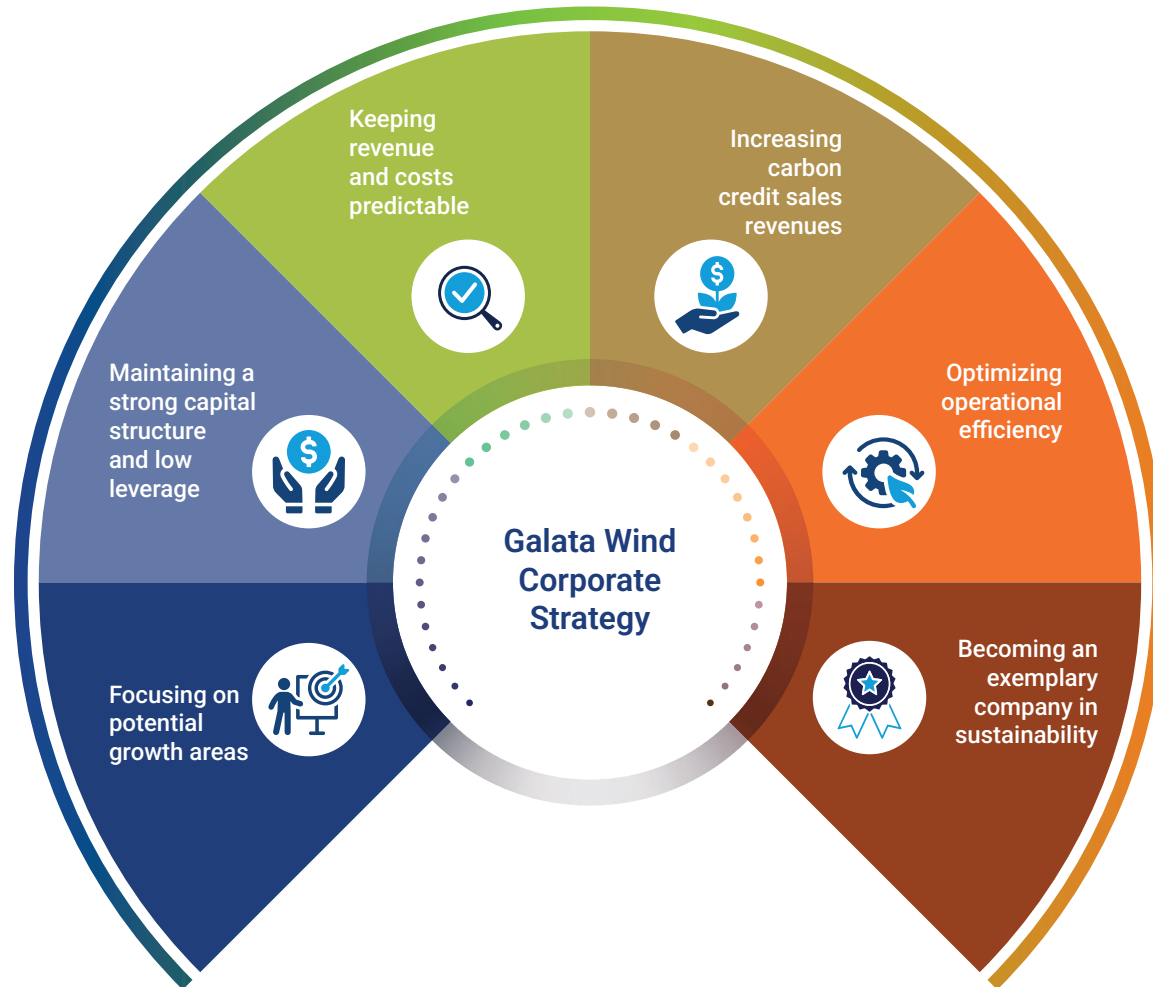 Keeping
revenue
and costs
predictable
Increasing
carbon
credit sales
revenues
Maintaining a
strong capital
structure
and low
leverage
Optimizing
operational
efficiency
Galata Wind
Corporate
Strategy
Focusing on
potential
growth areas
Becoming an
exemplary
company in
sustainability
$
$